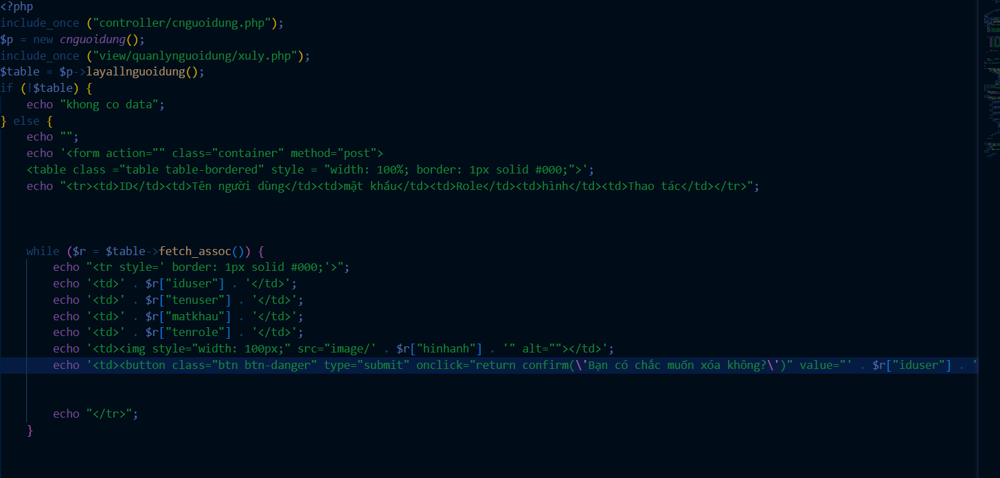 <?php
include_once ("controller/cnguoidung.php");
$p = new cnguoidung();
include_once ("view/quanlynguoidung/xuly.php");
$table = $p->layallnguoidung();
if (!$table) {
    echo "khong co data";
} else {
    echo "";
    echo '<form action="" class="container" method="post">
    <table class ="table table-bordered" style = "width: 100%; border: 1px solid #000;">';
    echo "<tr><td>ID</td><td>Tên người dùng</td><td>mật khẩu</td><td>Role</td><td>hình</td><td>Thao tác</td></tr>";
    while ($r = $table->fetch_assoc()) {
        echo "<tr style=' border: 1px solid #000;'>";
        echo '<td>' . $r["iduser"] . '</td>';
        echo '<td>' . $r["tenuser"] . '</td>';
        echo '<td>' . $r["matkhau"] . '</td>';
        echo '<td>' . $r["tenrole"] . '</td>';
        echo '<td><img style="width: 100px;" src="image/' . $r["hinhanh"] . '" alt=""></td>';
        echo '<td><button class="btn btn-danger" type="submit" onclick="return confirm(\'Bạn có chắc muốn xóa không?\')" value="' . $r["iduser"] . '
        echo "</tr>";
    }